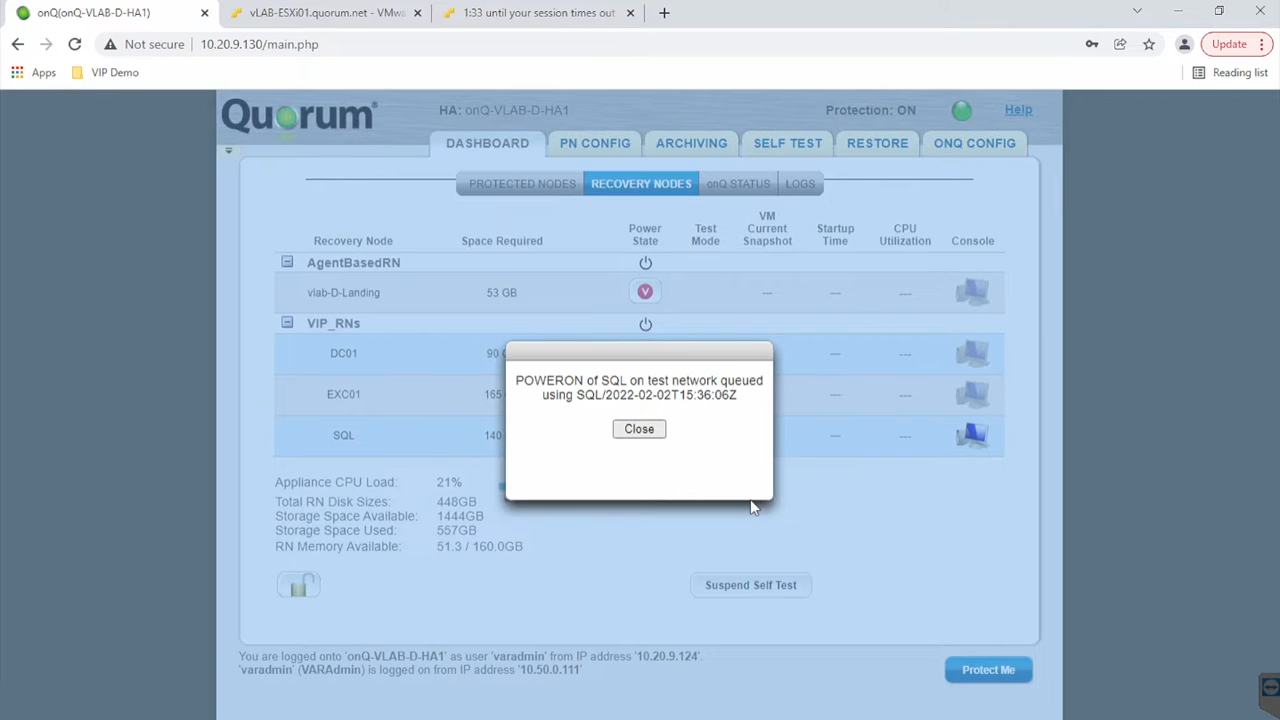 onQ(onQ-VLAB-D-HA1)
vLAB-ESXi01.quorum.net - VMwa
1:33 until your session times out
Not secure
10.20.9.130/main.php
Update
Apps
VIP Demo
Reading list
Quorum®
HA: onQ-VLAB-D-HA1
Protection: ON
Help
DASHBOARD
PN CONFIG
ARCHIVING
SELF TEST
RESTORE
ONQ CONFIG
PROTECTED NODES
RECOVERY NODES
onQ STATUS
LOGS
Recovery Node
Space Required
Power State
Test Mode
VM Current Snapshot
Startup Time
CPU Utilization
Console
AgentBasedRN
vlab-D-Landing
53 GB
V
---
---
---
VIP_RNs
DC01
90
---
---
EXC01
165
---
---
SQL
140
---
---
POWERON of SQL on test network queued
using SQL/2022-02-02T15:36:06Z
Close
Appliance CPU Load: 21%
Total RN Disk Sizes: 448GB
Storage Space Available: 1444GB
Storage Space Used: 557GB
RN Memory Available: 51.3 / 160.0GB
Suspend Self Test
You are logged onto 'onQ-VLAB-D-HA1' as user 'varadmin' from IP address '10.20.9.124'.
'varadmin' (VARAdmin) is logged on from IP address '10.50.0.111'
Protect Me